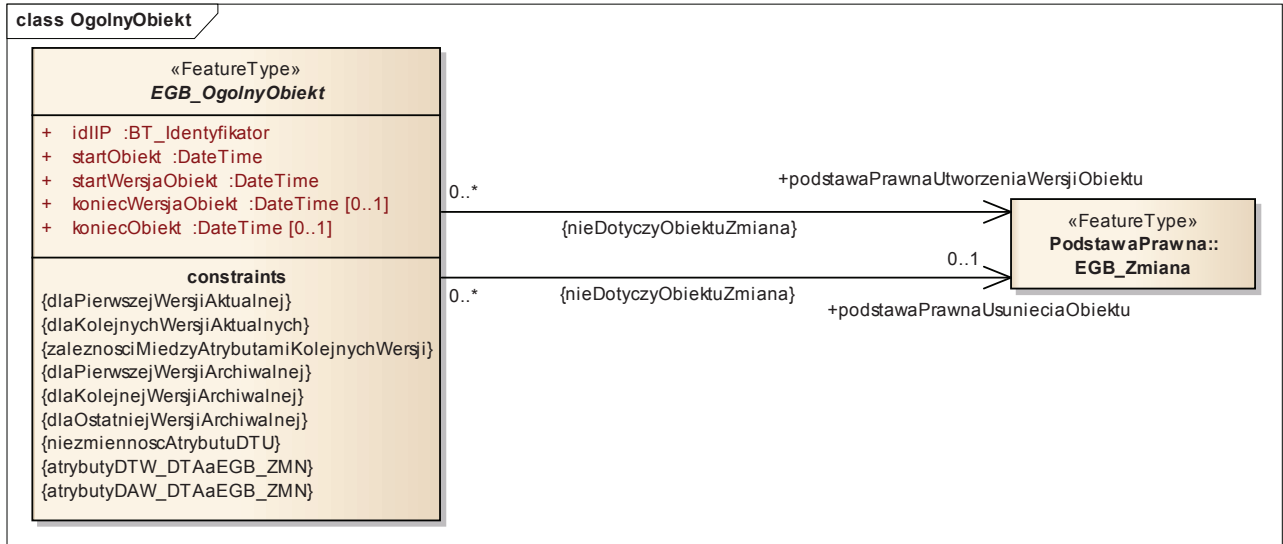 class OgolnyObiekt
«FeatureType»
EGB_OgolnyObiekt
+ idIIP :BT_Identyfikator
+ startObiekt :DateTime
+ startWersjaObiekt :DateTime
+ koniecWersjaObiekt :DateTime [0..1]
+ koniecObiekt :DateTime [0..1]
constraints
{dlaPierwszejWersjiAktualnej}
{dlaKolejnychWersjiAktualnych}
{zaleznosciMiedzyAtrybutamiKolejnychWersji}
{dlaPierwszejWersjiArchiwalnej}
{dlaKolejnejWersjiArchiwalnej}
{dlaOstatniejWersjiArchiwalnej}
{niezmiennoscAtrybutuDTU}
{atrybutyDTW_DTAaEGB_ZMN}
{atrybutyDAW_DTAaEGB_ZMN}
0..*
+podstawaPrawnaUtworzeniaWersjiObiektu
{nieDotyczyObiektuZmiana}
0..1
0..*
{nieDotyczyObiektuZmiana}
+podstawaPrawnaUsunieciaObiektu
«FeatureType»
PodstawaPrawna::
EGB_Zmiana